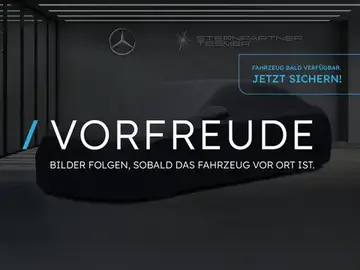 STERNPARTNER
TESMER
FAHRZEUG BALD VERFÜGBAR.
JETZT SICHERN!
/ VORFREUDE
BILDER FOLGEN, SOBALD DAS FAHRZEUG VOR ORT IST.